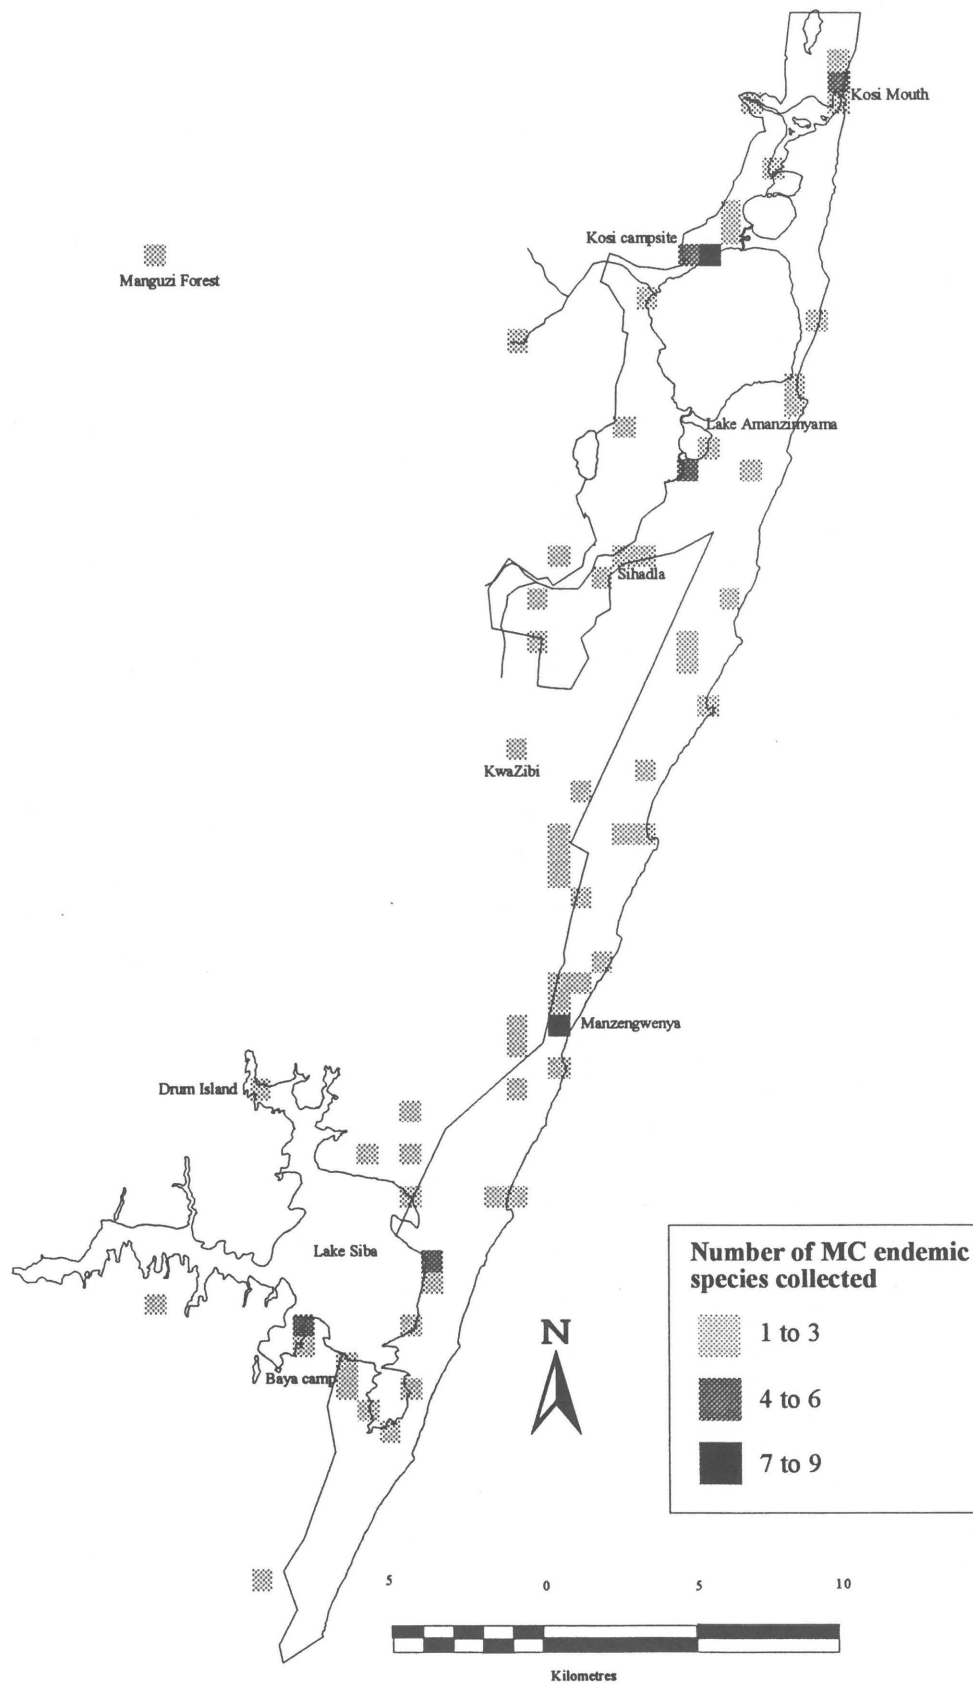 Kosi Mouth
Kosi campsite
Manguzi Forest
Lake Amanzimyama
Sihadla
KwaZibi
Manzengwenya
Drum Island
Lake Siba
Baya camp
Number of MC endemic
species collected
1 to 3
4 to 6
7 to 9
N
5 0 5 10
Kilometres